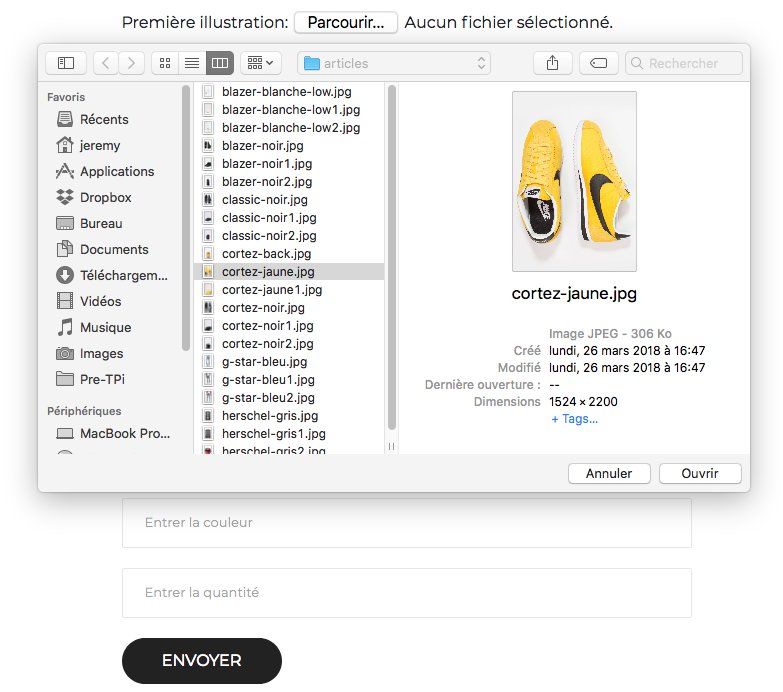 Première illustration: Parcourir... Aucun fichier sélectionné.
articles
Rechercher
Favoris
Récents
jeremy
Applications
Dropbox
Bureau
Documents
Téléchargem...
Vidéos
Musique
Images
Pre-TPi
Périphériques
MacBook Pro...
blazer-blanche-low.jpg
blazer-blanche-low1.jpg
blazer-blanche-low2.jpg
blazer-noir.jpg
blazer-noir1.jpg
blazer-noir2.jpg
classic-noir.jpg
classic-noir1.jpg
classic-noir2.jpg
cortez-back.jpg
cortez-jaune.jpg
cortez-jaune1.jpg
cortez-noir.jpg
cortez-noir1.jpg
cortez-noir2.jpg
g-star-bleu.jpg
g-star-bleu1.jpg
g-star-bleu2.jpg
herschel-gris.jpg
herschel-gris1.jpg
herschel-gris2.jpg
NIKE
cortez-jaune.jpg
Image JPEG - 306 Ko
Créé lundi, 26 mars 2018 à 16:47
Modifié lundi, 26 mars 2018 à 16:47
Dernière ouverture : --
Dimensions 1524 × 2200
+ Tags...
Annuler
Ouvrir
Entrer la couleur
Entrer la quantité
ENVOYER